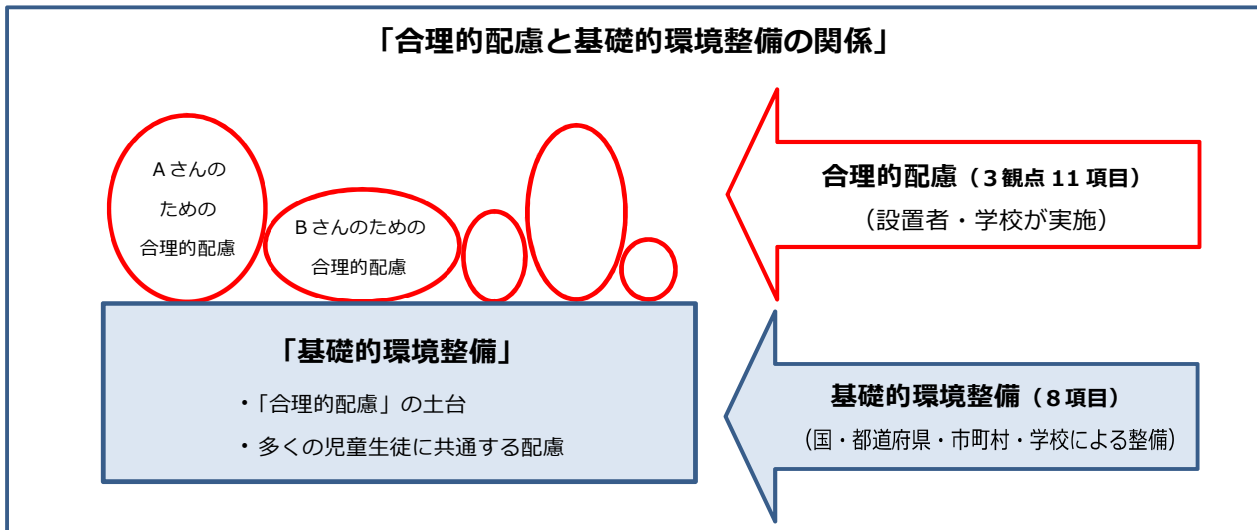 「合理的配慮と基礎的環境整備の関係」
Aさんの
ための
合理的配慮
Bさんのための
合理的配慮
合理的配慮（３観点 11 項目）
（設置者・学校が実施）
「基礎的環境整備」
・「合理的配慮」の土台
・多くの児童生徒に共通する配慮
基礎的環境整備（８項目）
（国・都道府県・市町村・学校による整備）